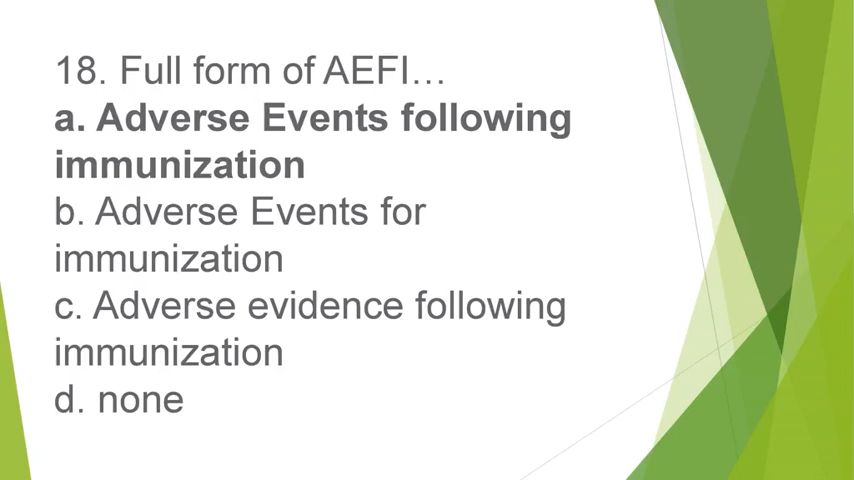 18. Full form of AEFI…
a. Adverse Events following
immunization
b. Adverse Events for
immunization
c. Adverse evidence following
immunization
d. none